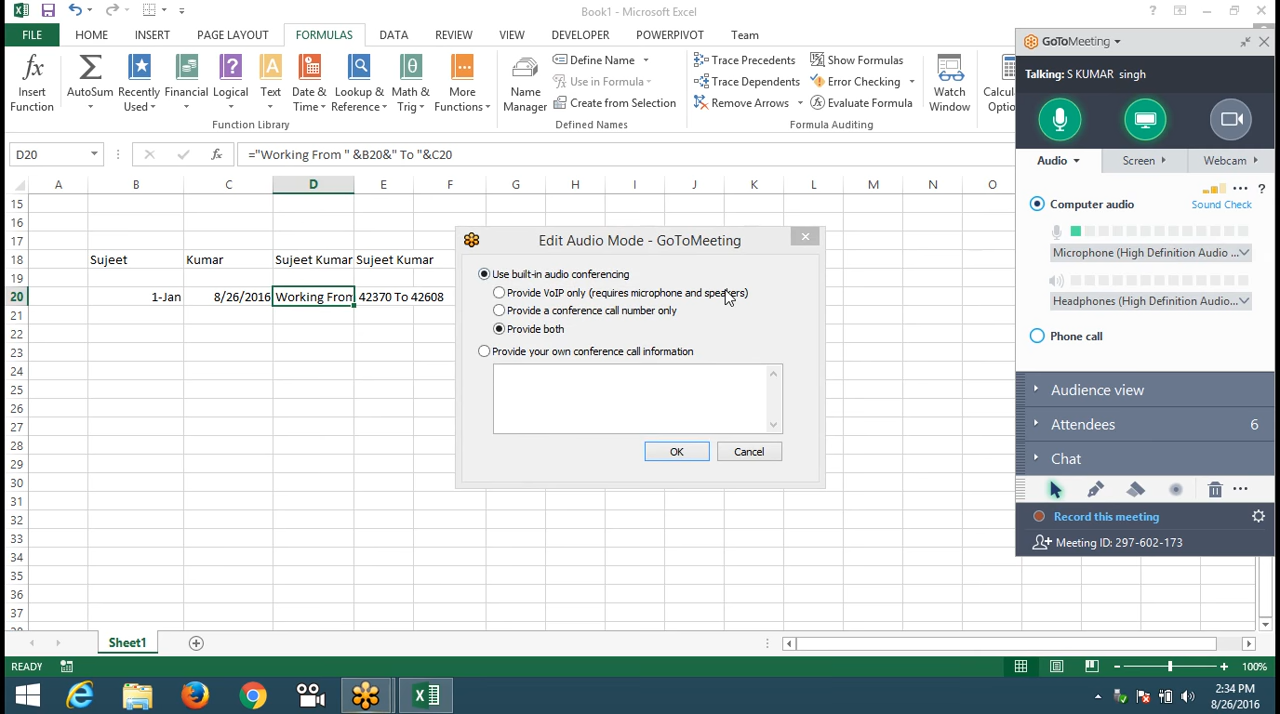 Book1 - Microsoft Excel
FILE HOME INSERT PAGE LAYOUT FORMULAS DATA REVIEW VIEW DEVELOPER POWERPIVOT Team
Insert Function
AutoSum
Recently Used
Financial
Logical
Text
Date & Time
Lookup & Reference
Math & Trig
More Functions
Function Library
Name Manager
Define Name
Use in Formula
Create from Selection
Defined Names
Trace Precedents
Trace Dependents
Remove Arrows
Show Formulas
Error Checking
Evaluate Formula
Formula Auditing
Watch Window
D20
fx
="Working From " &B20&" To "&C20
A B C D E F G H I J K L M N O
15
16
17
18 Sujeet Kumar Sujeet Kumar Sujeet Kumar
19
20 1-Jan 8/26/2016 Working From 42370 To 42608
21
22
23
24
25
26
27
28
29
30
31
32
33
34
35
36
37
Edit Audio Mode - GoToMeeting
Use built-in audio conferencing
Provide VoIP only (requires microphone and speakers)
Provide a conference call number only
Provide both
Provide your own conference call information
OK Cancel
GoToMeeting
Talking: S KUMAR singh
Audio Screen Webcam
Computer audio
Sound Check
?
Microphone (High Definition Audio ...
Headphones (High Definition Audio...
Phone call
Audience view
Attendees 6
Chat
Record this meeting
Meeting ID: 297-602-173
Sheet1
READY
100%
2:34 PM
8/26/2016